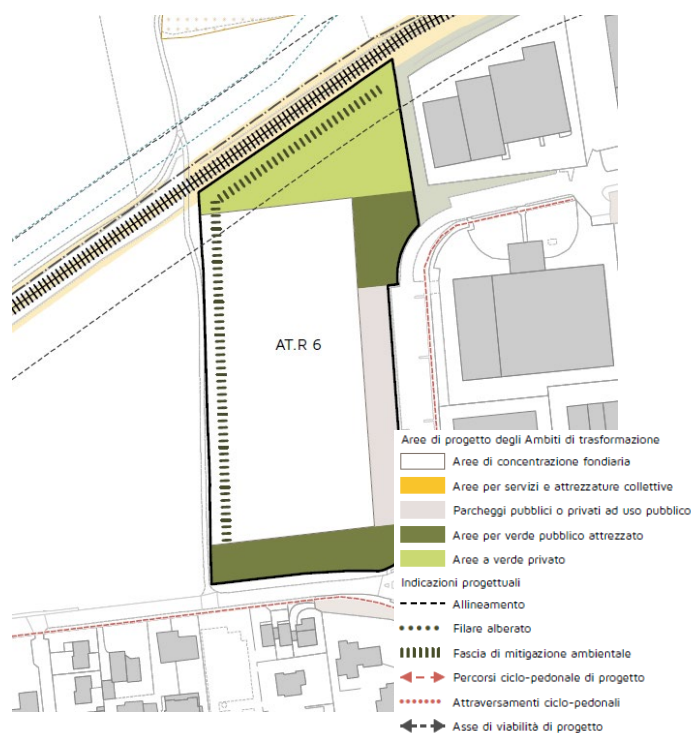 AT.R 6
Aree di progetto degli Ambiti di trasformazione
Aree di concentrazione fondiaria
Aree per servizi e attrezzature collettive
Parcheggi pubblici o privati ad uso pubblico
Aree per verde pubblico attrezzato
Aree a verde privato
Indicazioni progettuali
Allineamento
Filare alberato
Fascia di mitigazione ambientale
Percorsi ciclo-pedonale di progetto
Attraversamenti ciclo-pedonali
Asse di viabilità di progetto